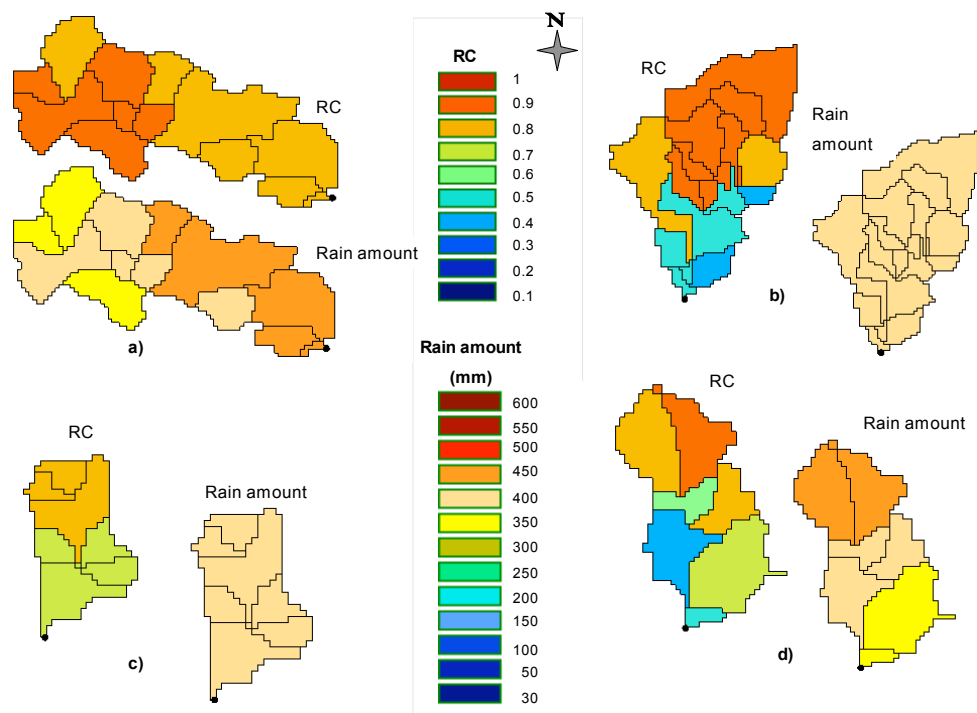 RC
Rain amount
a)
N
RC
1
0.9
0.8
0.7
0.6
0.5
0.4
0.3
0.2
0.1
Rain amount
(mm)
600
550
500
450
400
350
300
250
200
150
100
50
30
RC
Rain
amount
b)
RC
Rain amount
c)
RC
Rain amount
d)